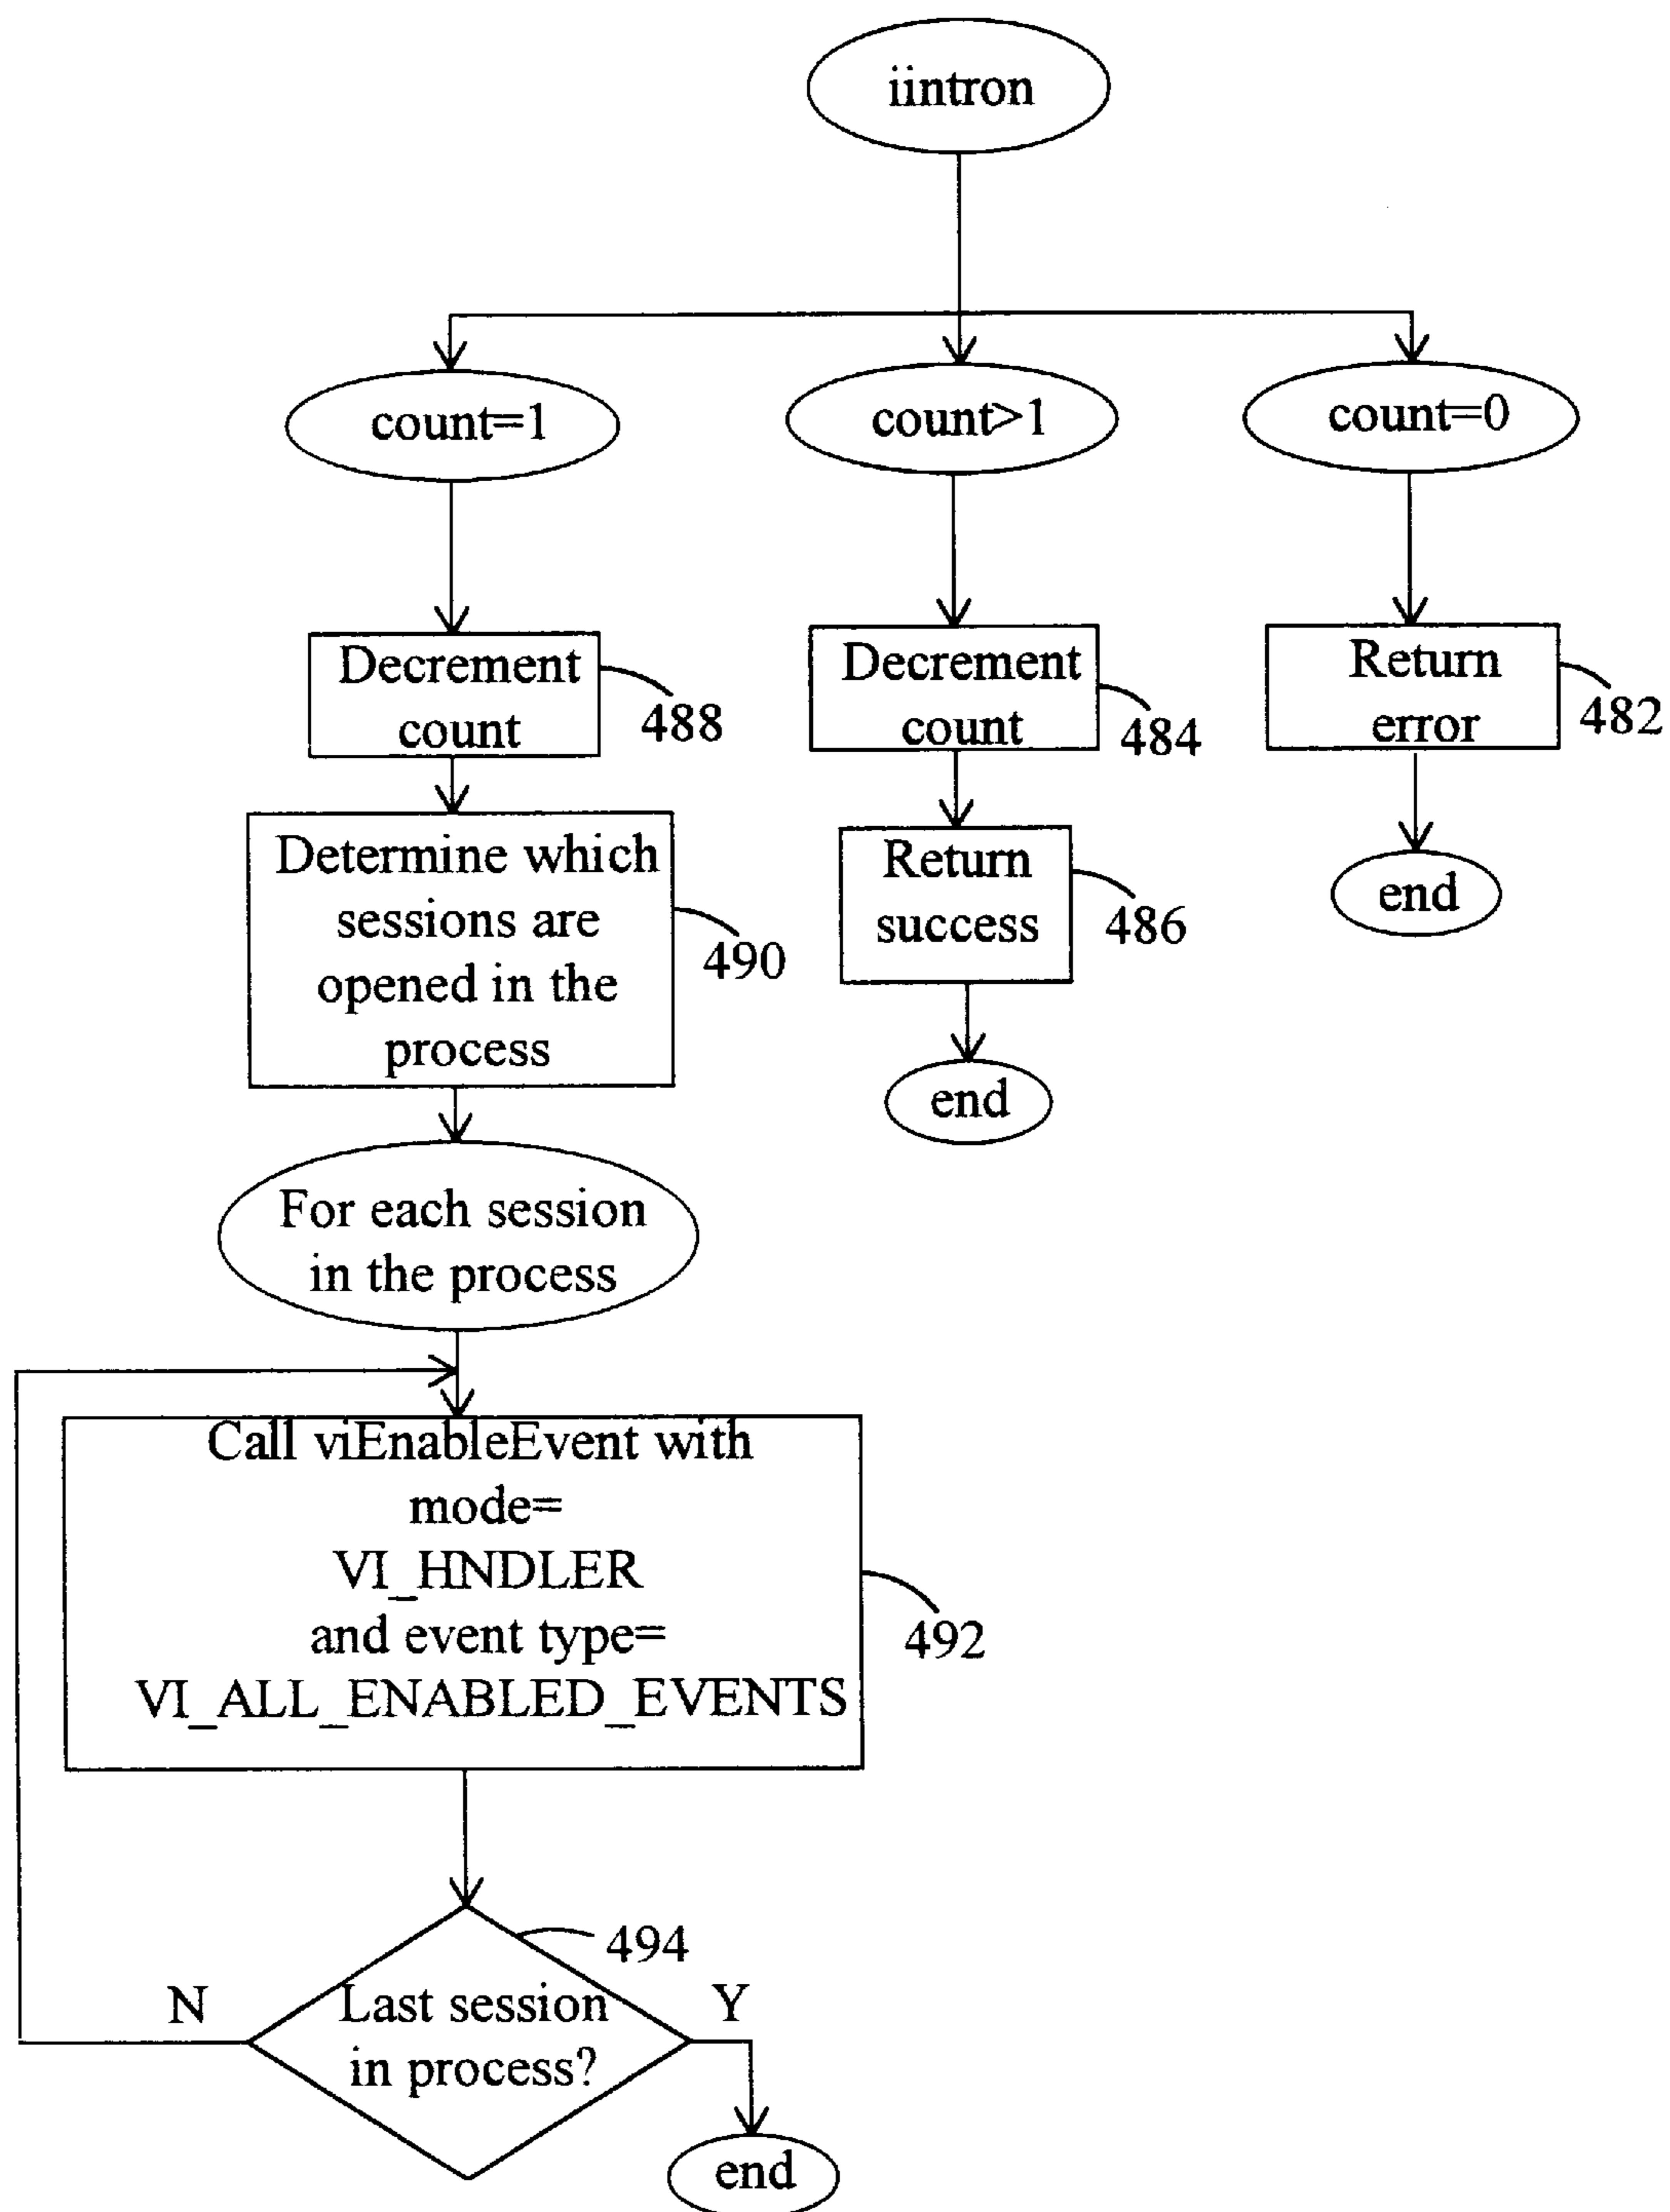 iintron
count=1
count>1
count=0
Decrement
count
488
Decrement
count
484
Return
error
482
Determine which
sessions are
opened in the
process
490
Return
success
486
end
end
For each session
in the process
Call viEnableEvent with
mode=
VI_HNDLER
and event type=
VI_ALL_ENABLED_EVENTS
492
494
Last session
in process?
N
Y
end